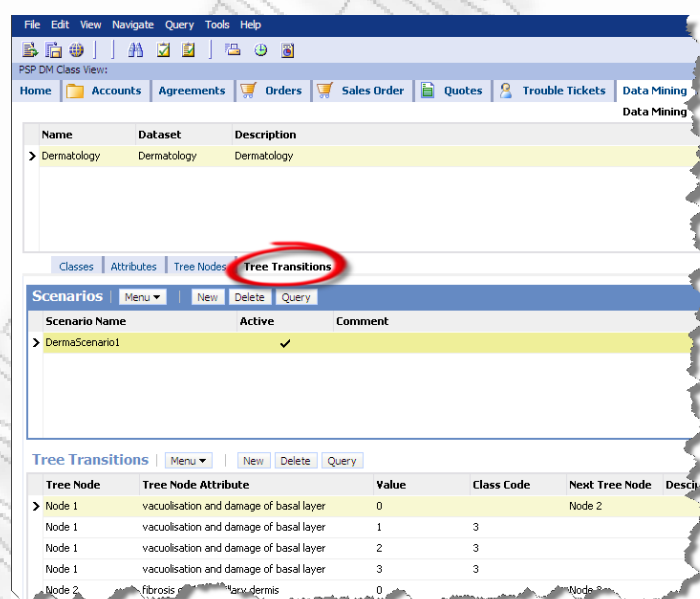 File Edit View Navigate Query Tools Help
PSP DM Class View:
Home Accounts Agreements Orders Sales Order Quotes Trouble Tickets Data Mining
Data Mining
Name Dataset Description
Dermatology Dermatology Dermatology
Classes Attributes Tree Nodes Tree Transitions
Scenarios Menu New Delete Query
Scenario Name Active Comment
DermaScenario1
Tree Transitions Menu New Delete Query
Tree Node Tree Node Attribute Value Class Code Next Tree Node
Node 1 vacuolisation and damage of basal layer 0 Node 2
Node 1 vacuolisation and damage of basal layer 1 3
Node 1 vacuolisation and damage of basal layer 2 3
Node 1 vacuolisation and damage of basal layer 3 3
Node 2 fibrosis dermis 0 Node